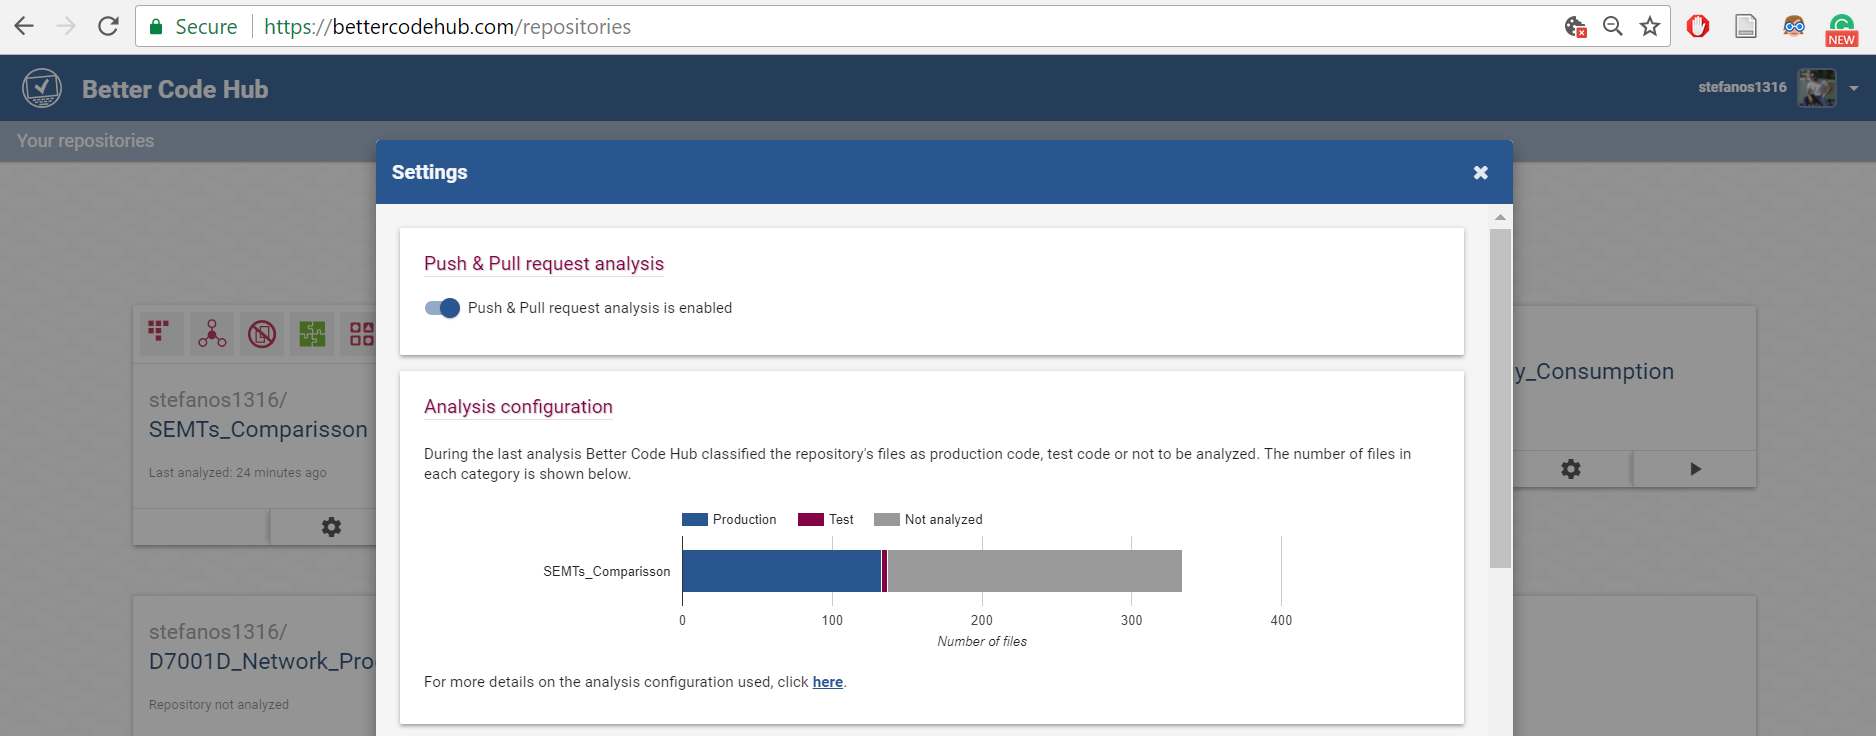 Secure https://bettercodehub.com/repositories
NEW
Better Code Hub
stefanos1316
Your repositories
Settings
Push & Pull request analysis
Push & Pull request analysis is enabled
stefanos1316/
SEMTs_Comparisson
Last analyzed: 24 minutes ago
y_Consumption
Analysis configuration
During the last analysis Better Code Hub classified the repository's files as production code, test code or not to be analyzed. The number of files in
each category is shown below.
Production Test Not analyzed
SEMTs_Comparisson
0 100 200 300 400
Number of files
For more details on the analysis configuration used, click here.
stefanos1316/
D7001D_Network_Pro
Repository not analyzed